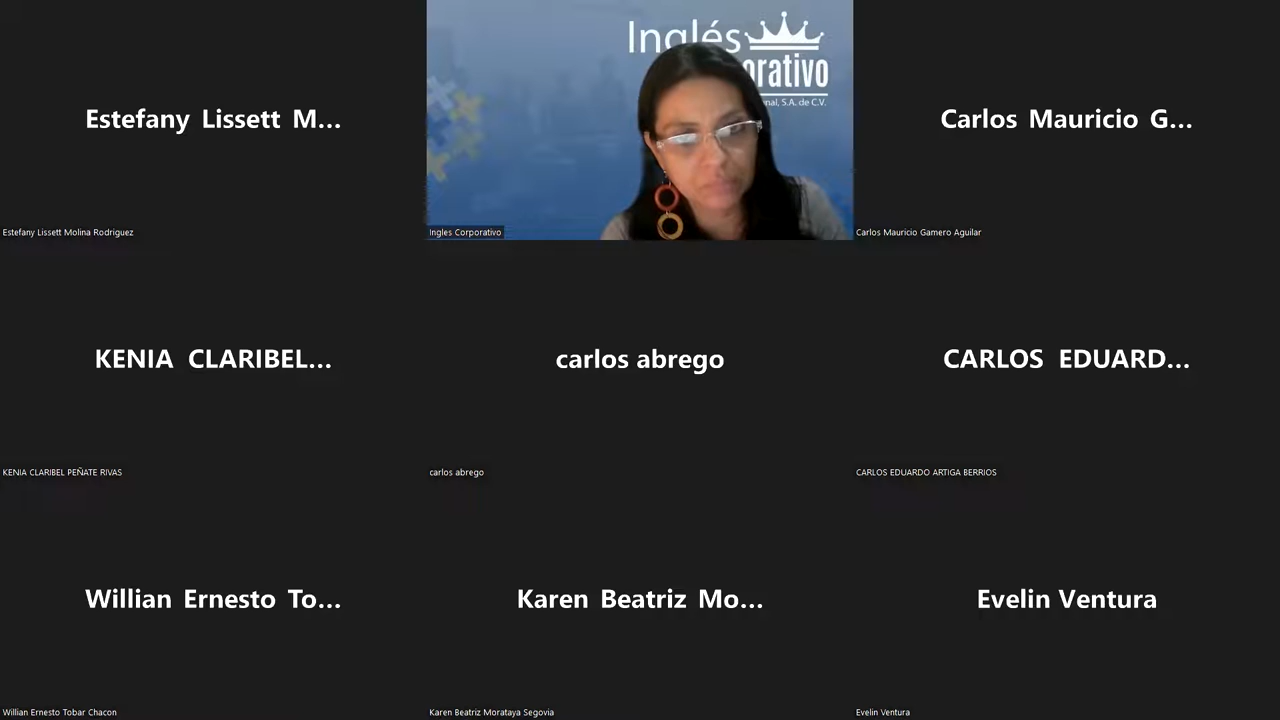 Estefany Lissett M...
Estefany Lissett Molina Rodriguez
Inglés
orativo
nal, S.A. de C.V.
Ingles Corporativo
Carlos Mauricio G...
Carlos Mauricio Gamero Aguilar
KENIA CLARIBEL...
KENIA CLARIBEL PEÑATE RIVAS
carlos abrego
carlos abrego
CARLOS EDUARD...
CARLOS EDUARDO ARTIGA BERRIOS
Willian Ernesto To...
Willian Ernesto Tobar Chacon
Karen Beatriz Mo...
Karen Beatriz Morataya Segovia
Evelin Ventura
Evelin Ventura